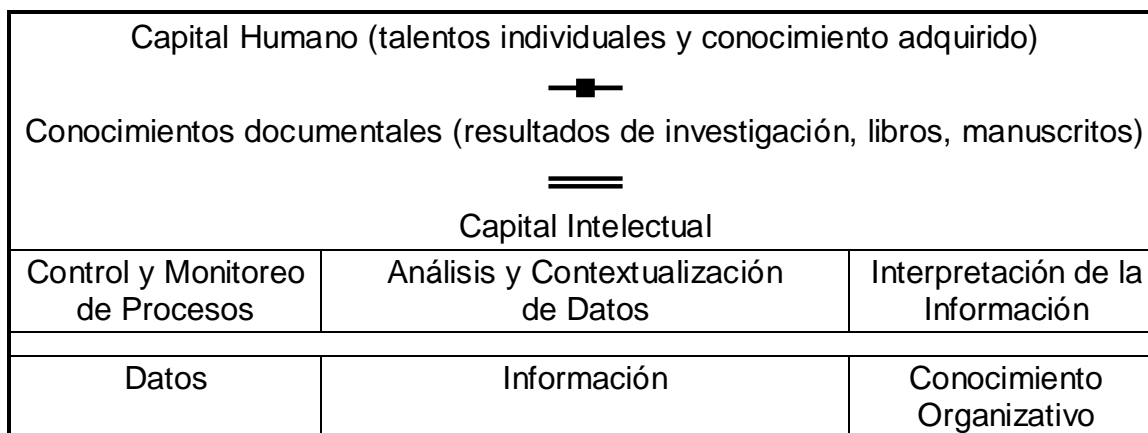 Capital Humano (talentos individuales y conocimiento adquirido)
Conocimientos documentales (resultados de investigación, libros, manuscritos)
Capital Intelectual
Control y Monitoreo
de Procesos
Análisis y Contextualización
de Datos
Interpretación de la
Información
Datos
Información
Conocimiento
Organizativo